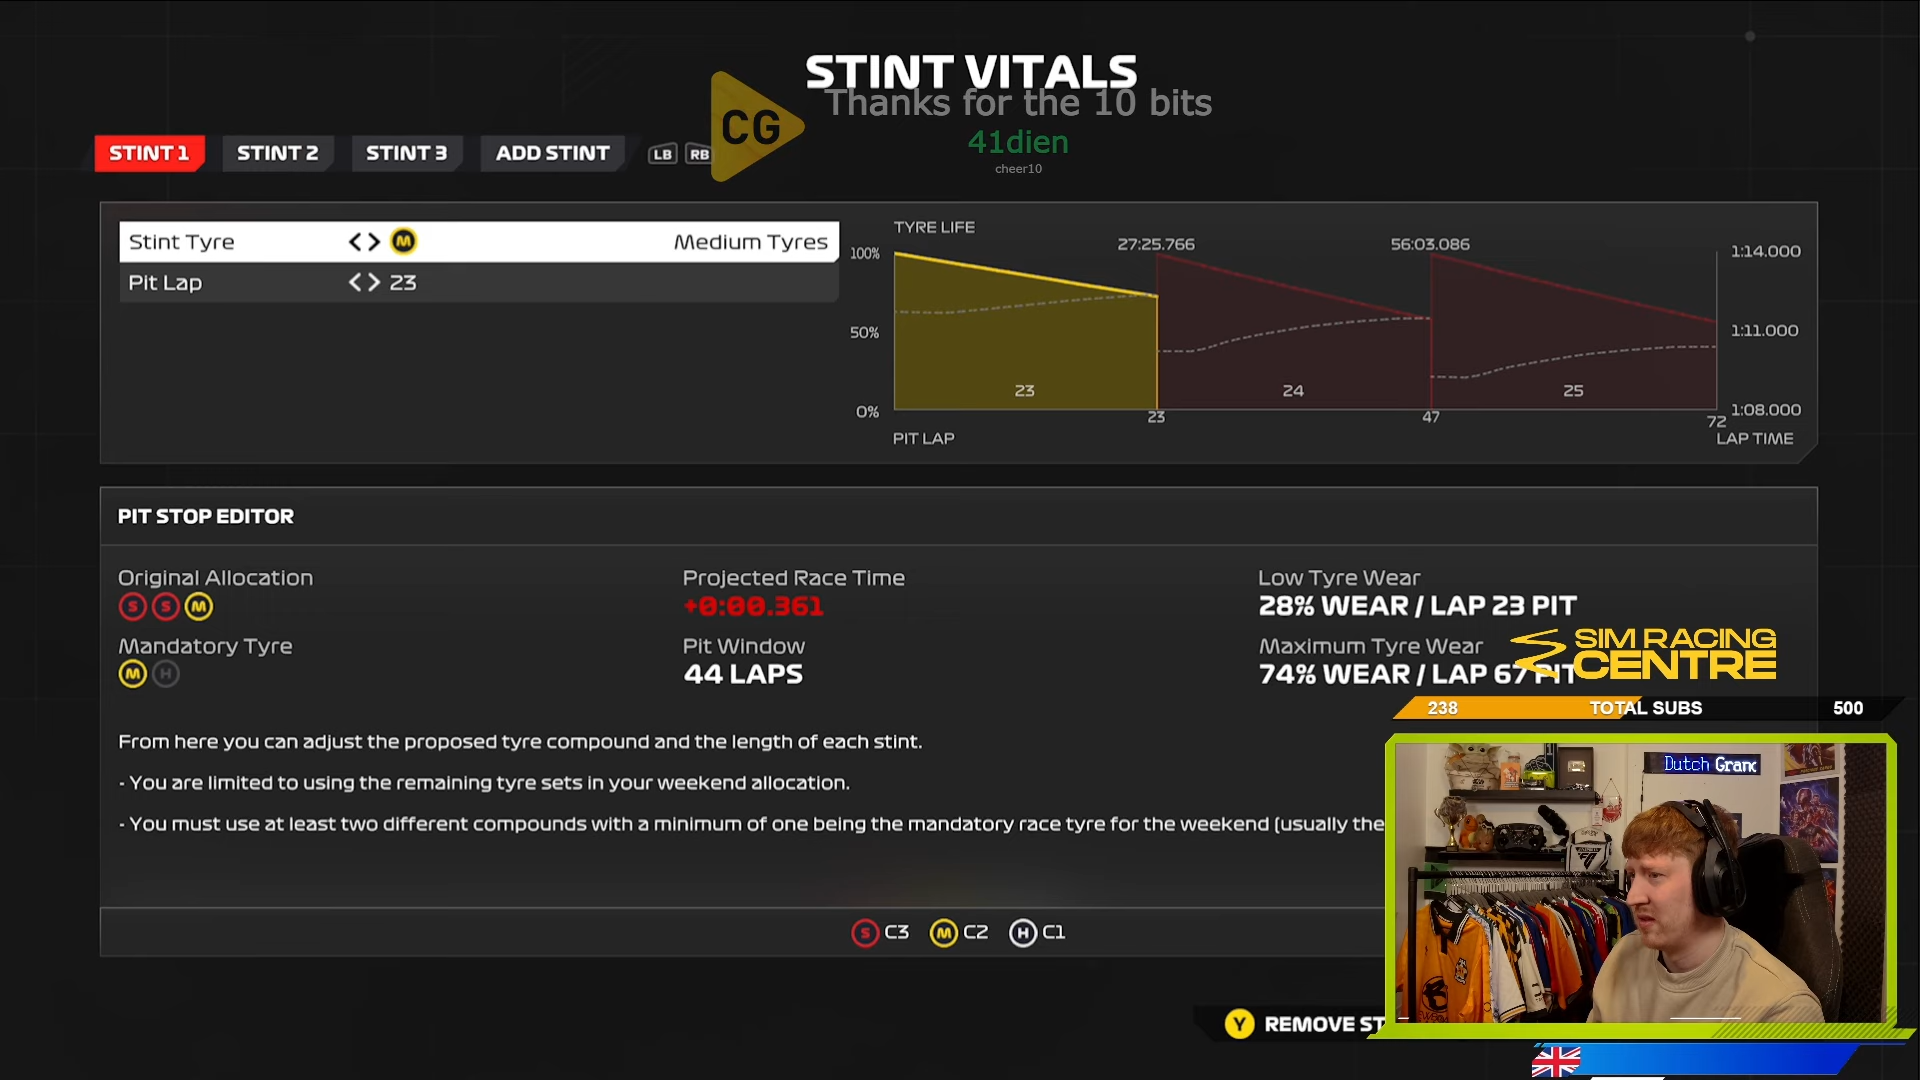 STINT VITALS
Thanks for the 10 bits
41dien
cheer10
CG
STINT 1
STINT 2
STINT 3
ADD STINT
LB
RB
Stint Tyre
M
Medium Tyres
Pit Lap
23
TYRE LIFE
27:25.766
56:03.086
100%
50%
0%
1:14.000
1:11.000
1:08.000
23
24
25
23
47
72
PIT LAP
LAP TIME
PIT STOP EDITOR
Original Allocation
S S M
Mandatory Tyre
M H
Projected Race Time
+0:00.361
Pit Window
44 LAPS
Low Tyre Wear
28% WEAR / LAP 23 PIT
Maximum Tyre Wear
74% WEAR / LAP 67 PIT
SIM RACING
CENTRE
238
TOTAL SUBS
500
From here you can adjust the proposed tyre compound and the length of each stint.
- You are limited to using the remaining tyre sets in your weekend allocation.
- You must use at least two different compounds with a minimum of one being the mandatory race tyre for the weekend (usually the
Dutch Grand
S C3
M C2
H C1
Y REMOVE ST